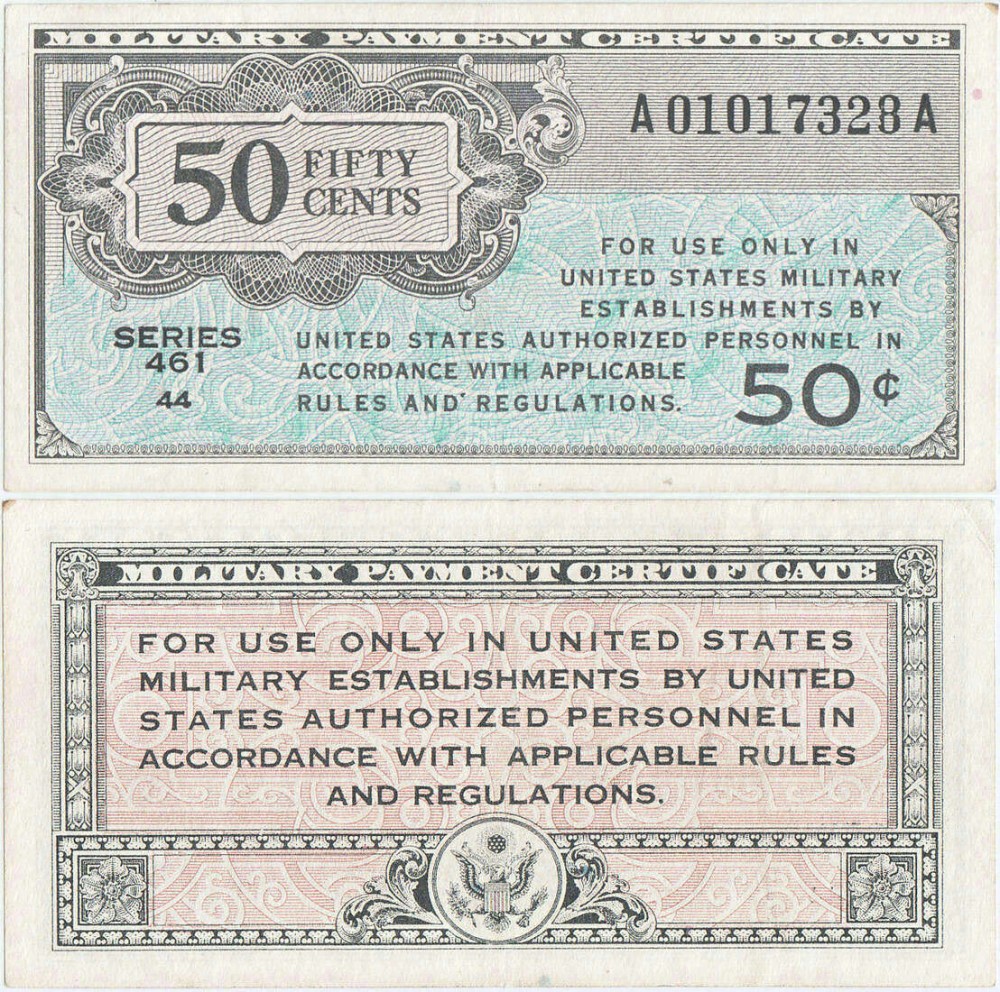 MILITARY PAYMENT CERTIFICATE
A01017328A
50 FIFTY
CENTS
FOR USE ONLY IN
UNITED STATES MILITARY
ESTABLISHMENTS BY
UNITED STATES AUTHORIZED PERSONNEL IN
ACCORDANCE WITH APPLICABLE
RULES AND REGULATIONS.
SERIES
461
44
50¢
MILITARY PAYMENT CERTIFICATE
FOR USE ONLY IN UNITED STATES
MILITARY ESTABLISHMENTS BY UNITED
STATES AUTHORIZED PERSONNEL IN
ACCORDANCE WITH APPLICABLE RULES
AND REGULATIONS.